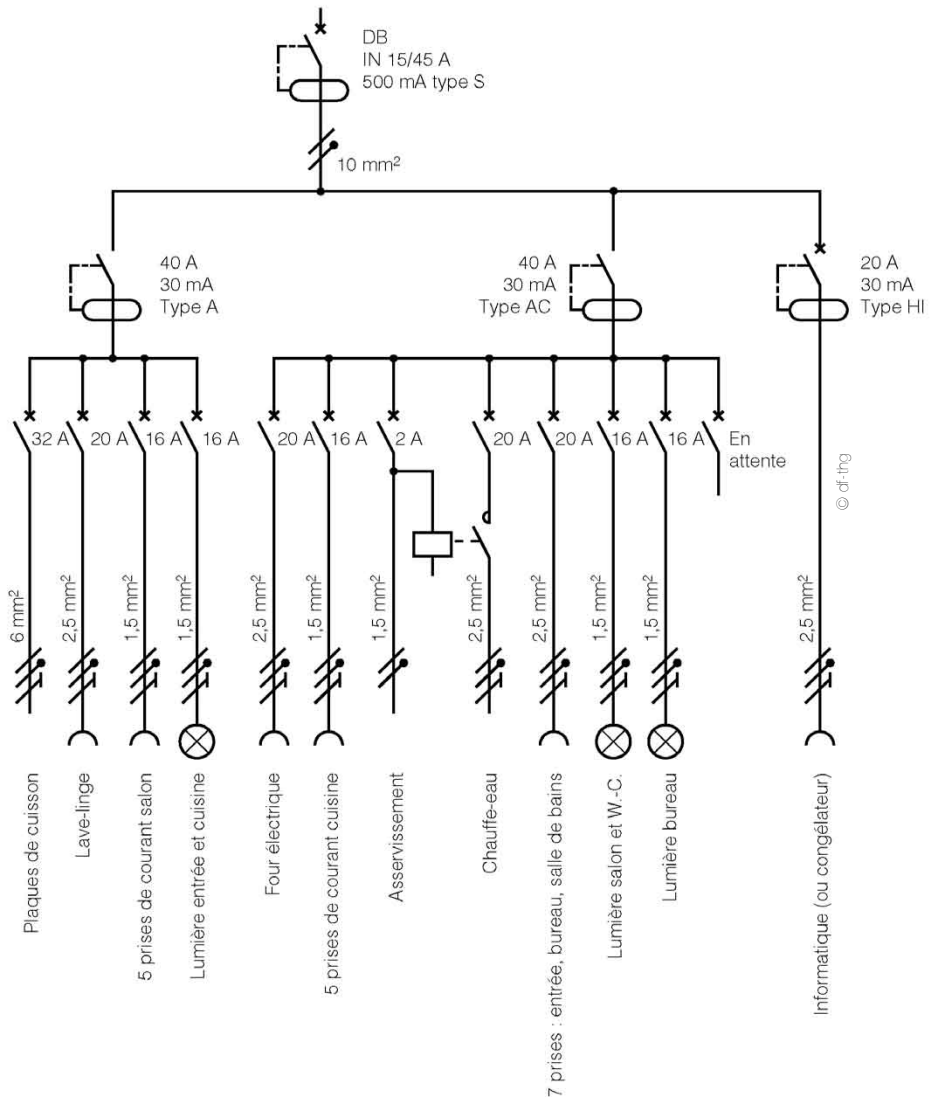 DB
IN 15/45 A
500 mA type S
10 mm²
40 A
30 mA
Type A
40 A
30 mA
Type AC
20 A
30 mA
Type HI
32 A
20 A
16 A
16 A
20 A
16 A
2 A
20 A
20 A
16 A
16 A
En
attente
© df-thg
6 mm²
2,5 mm²
1,5 mm²
1,5 mm²
2,5 mm²
1,5 mm²
1,5 mm²
2,5 mm²
2,5 mm²
1,5 mm²
1,5 mm²
2,5 mm²
Plaques de cuisson
Lave-linge
5 prises de courant salon
Lumière entrée et cuisine
Four électrique
5 prises de courant cuisine
Asservissement
Chauffe-eau
7 prises : entrée, bureau, salle de bains
Lumière salon et W.-C.
Lumière bureau
Informatique (ou congélateur)